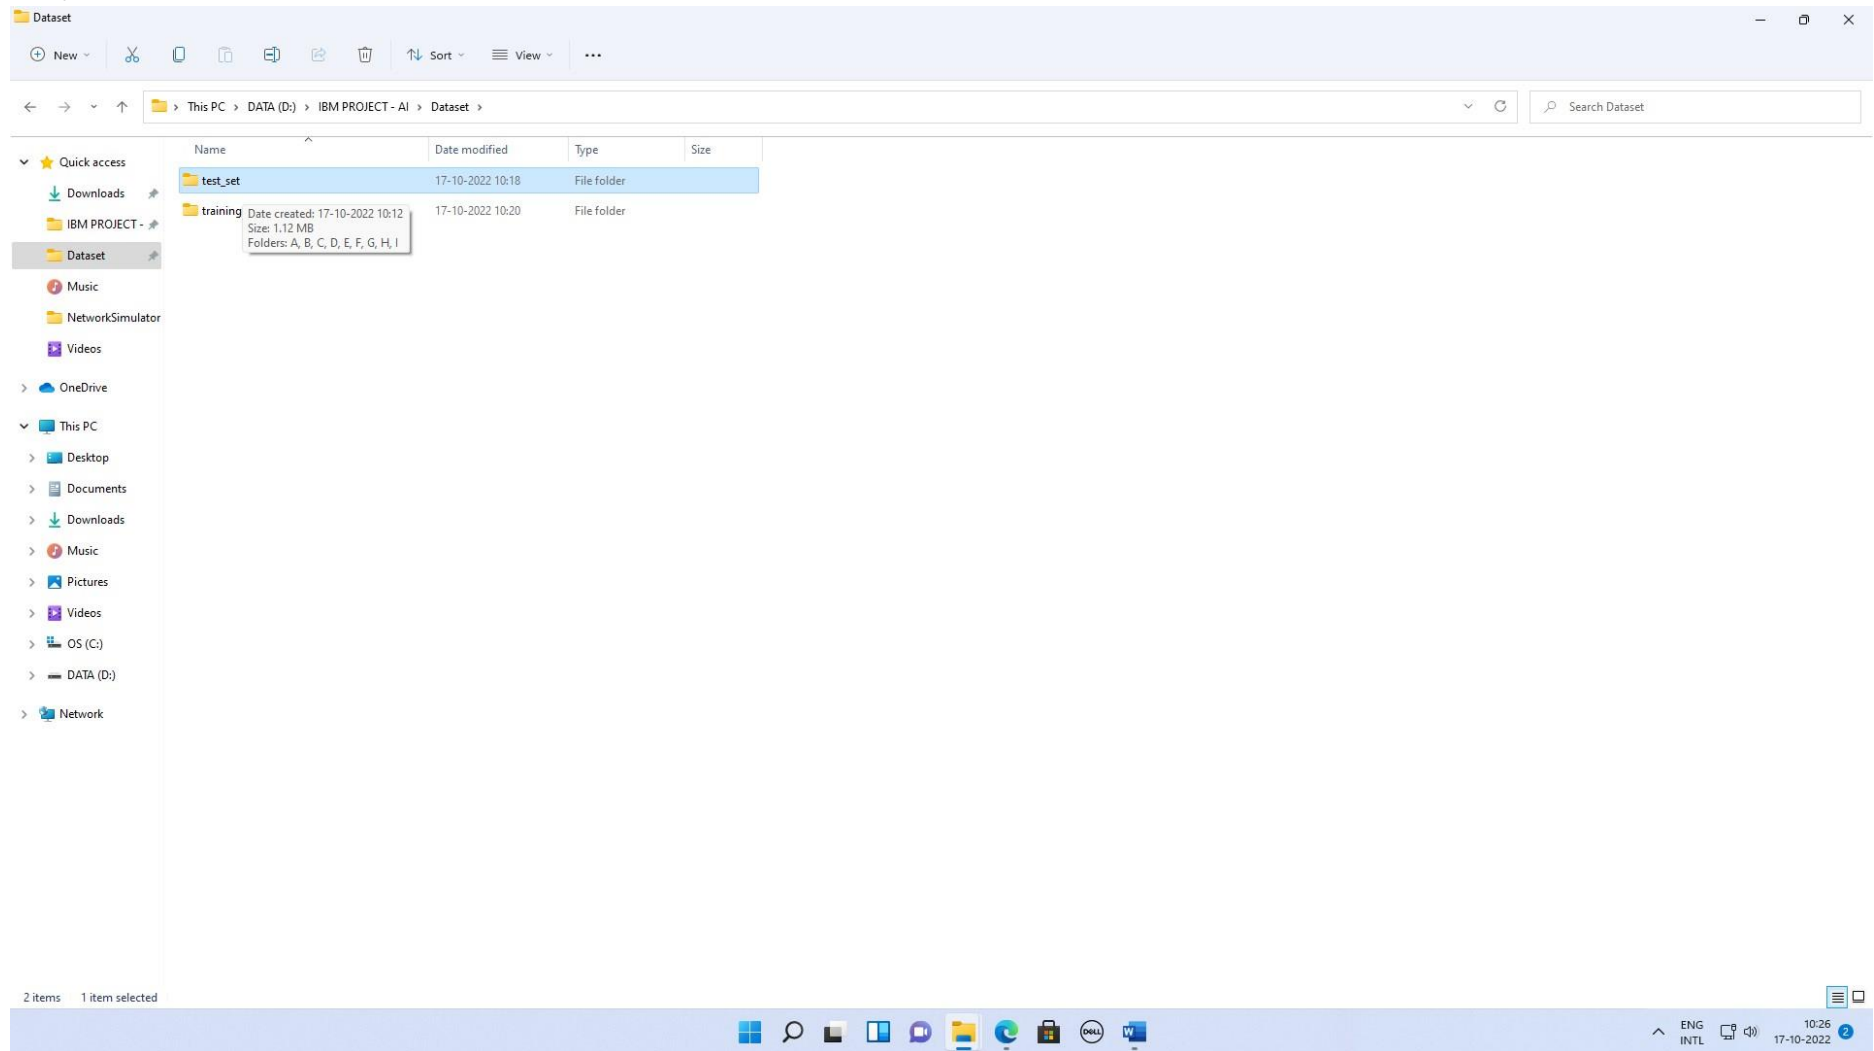 Dataset
New
Sort
View
This PC > DATA (D:) > IBM PROJECT - AI > Dataset >
Search Dataset
Name Date modified Type Size
Quick access
Downloads
IBM PROJECT -
Dataset
Music
NetworkSimulator
Videos
OneDrive
This PC
Desktop
Documents
Downloads
Music
Pictures
Videos
OS (C:)
DATA (D:)
Network
test_set 17-10-2022 10:18 File folder
training 17-10-2022 10:20 File folder
Date created: 17-10-2022 10:12
Size: 1.12 MB
Folders: A, B, C, D, E, F, G, H, I
2 items 1 item selected
DELL
W
ENG
INTL
10:26
17-10-2022
2